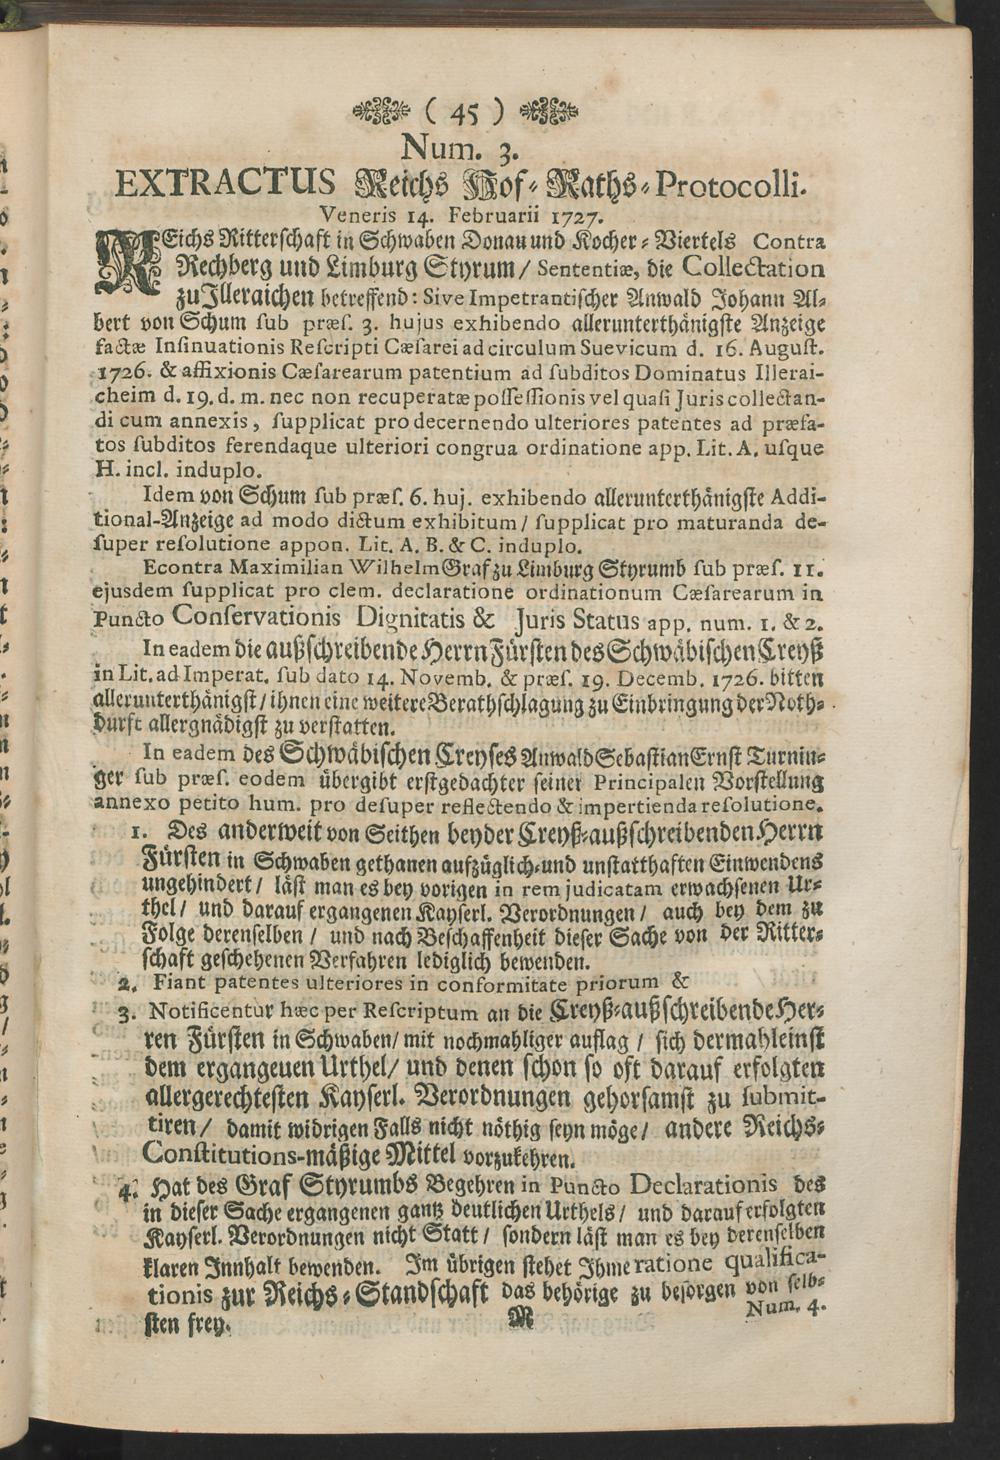 ( 45 )
Num. 3.
EXTRACTUS Reichs Hof-Raths-Protocolli.
Veneris 14. Februarii 1727.
REichs Ritterschaft in Schwaben Donau und Kocher-Viertels Contra
Rechberg und Limburg Styrum/ Sententiæ, die Collectation
zu Illeraichen betreffend: Sive Impetrantischer Anwald Johann Al-
bert von Schum sub præs. 3. hujus exhibendo allerunterthänigste Anzeige
factæ Insinuationis Rescripti Cæsarei ad circulum Suevicum d. 16. August.
1726. & affixionis Cæsarearum patentium ad subditos Dominatus Illerai-
cheim d. 19. d. m. nec non recuperatæ possessionis vel quasi Juris collectan-
di cum annexis, supplicat pro decernendo ulteriores patentes ad præfa-
tos subditos ferendaque ulteriori congrua ordinatione app. Lit. A. usque
H. incl. induplo.
Idem von Schum sub præs. 6. huj. exhibendo allerunterthänigste Addi-
tional-Anzeige ad modo dictum exhibitum/ supplicat pro maturanda de-
super resolutione appon. Lit. A. B. & C. induplo.
Econtra Maximilian Wilhelm Graf zu Limburg Styrumb sub præs. 11.
ejusdem supplicat pro clem. declaratione ordinationum Cæsarearum in
Puncto Conservationis Dignitatis & Juris Status app. num. 1. & 2.
In eadem die außschreibende Herrn Fürsten des Schwäbischen Creyß
in Lit. ad Imperat. sub dato 14. Novemb. & præs. 19. Decemb. 1726. bitten
allerunterthänigst/ ihnen eine weitere Berathschlagung zu Einbringung der Noth-
durft allergnädigst zu verstatten.
In eadem des Schwäbischen Creyses Anwald Sebastian Ernst Turnin-
ger sub præs. eodem übergibt erstgedachter seiner Principalen Vorstellung
annexo petito hum. pro desuper reflectendo & impertienda resolutione.
1. Des anderweit von Seithen beyder Creyß-außschreibenden Herrn
Fürsten in Schwaben gethanen aufzüglich-und unstatthaften Einwendens
ungehindert/ läst man es bey vorigen in rem judicatam erwachsenen Ur-
thel/ und darauf ergangenen Kayserl. Verordnungen/ auch bey dem zu
Folge derenselben/ und nach Beschaffenheit dieser Sache von der Ritter-
schaft geschehenen Verfahren lediglich bewenden.
2. Fiant patentes ulteriores in conformitate priorum &
3. Notificentur hæc per Rescriptum an die Creyß-außschreibende Her-
ren Fürsten in Schwaben/ mit nochmahliger auflag/ sich dermahleinst
dem ergangeuen Urthel/ und denen schon so oft darauf erfolgten
allergerechtesten Kayserl. Verordnungen gehorsamst zu submit-
tiren/ damit widrigen Falls nicht nöthig seyn möge/ andere Reichs-
Constitutions-mäßige Mittel vorzukehren.
4. Hat des Graf Styrumbs Begehren in Puncto Declarationis des
in dieser Sache ergangenen gantz deutlichen Urthels/ und darauf erfolgten
Kayserl. Verordnungen nicht Statt/ sondern läst man es bey derenselben
klaren Innhalt bewenden. Im übrigen stehet Ihme ratione qualifica-
tionis zur Reichs-Standschaft das behörige zu besorgen von selb-
sten frey.
M
Num. 4.